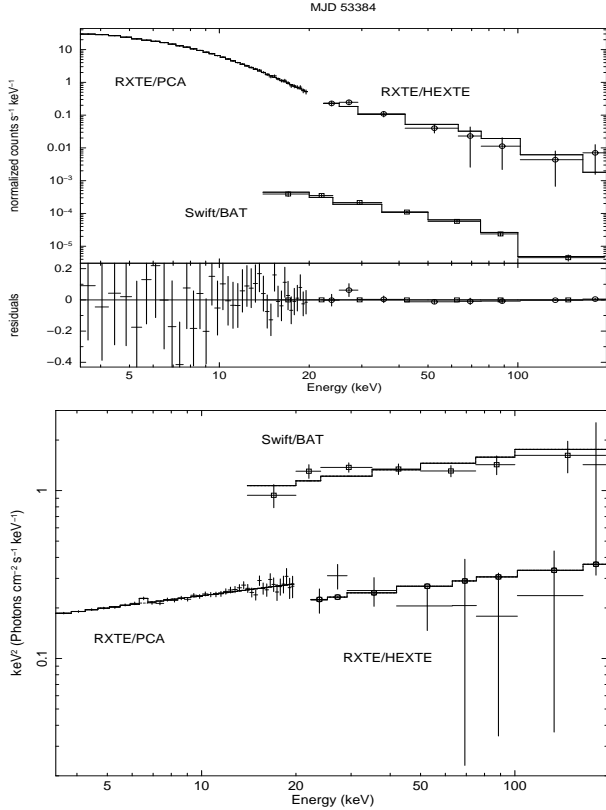 MJD 53384
normalized counts s⁻¹ keV⁻¹
10
1
0.1
0.01
10⁻³
10⁻⁴
10⁻⁵
RXTE/PCA
RXTE/HEXTE
Swift/BAT
residuals
0.2
0
−0.2
−0.4
5
10
20
50
100
Energy (keV)
keV² (Photons cm⁻² s⁻¹ keV⁻¹)
1
0.1
Swift/BAT
RXTE/PCA
RXTE/HEXTE
5
10
20
50
100
Energy (keV)